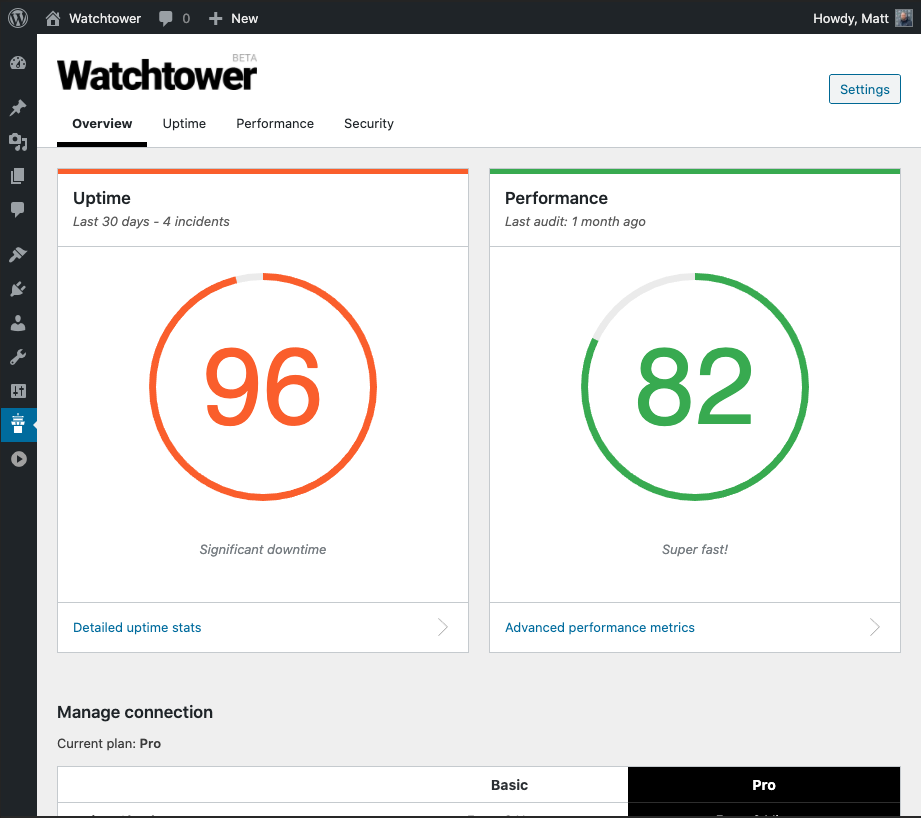 Watchtower 0 New Howdy, Matt
Watchtower BETA
Settings
Overview Uptime Performance Security
Uptime
Last 30 days - 4 incidents
96
Significant downtime
Detailed uptime stats
Performance
Last audit: 1 month ago
82
Super fast!
Advanced performance metrics
Manage connection
Current plan: Pro
Basic Pro